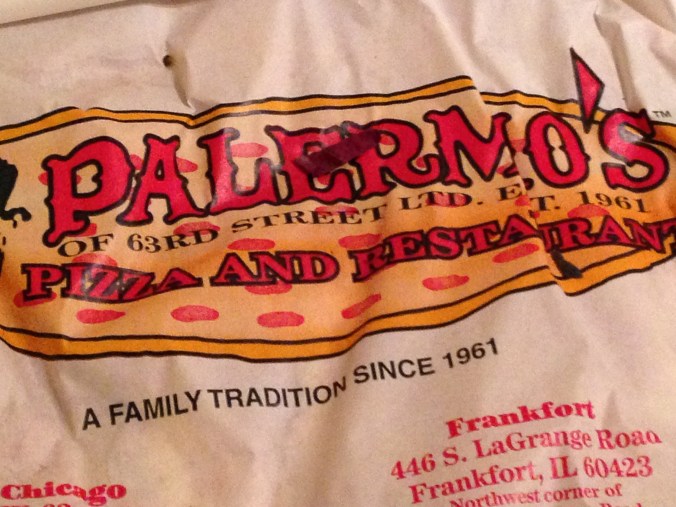 PALERMO'S TM
OF 63RD STREET LTD. EST. 1961
PIZZA AND RESTAURANT
A FAMILY TRADITION SINCE 1961
Frankfort
446 S. LaGrange Road
Frankfort, IL 60423
Northwest corner of
Chicago